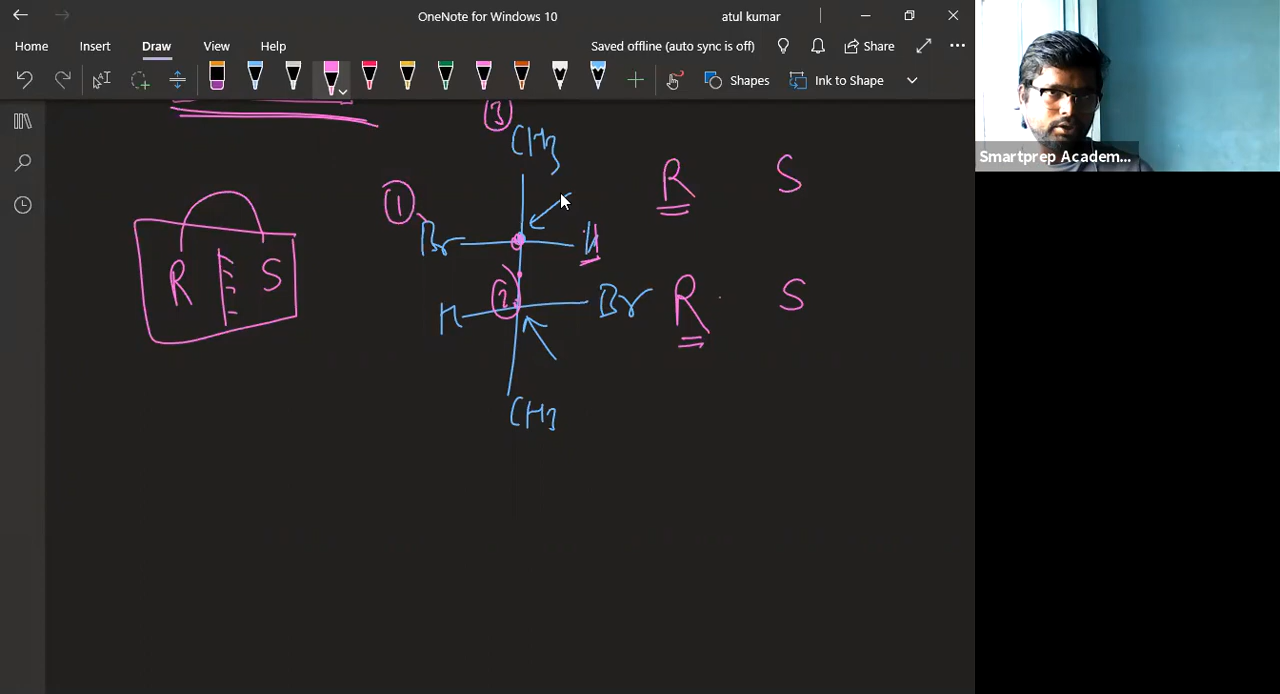 OneNote for Windows 10
atul kumar
Home Insert Draw View Help
Saved offline (auto sync is off)
Share
Shapes
Ink to Shape
Smartprep Academ...
3
CH3
R S
1
Br H
R S
2
H Br
R S
CH3